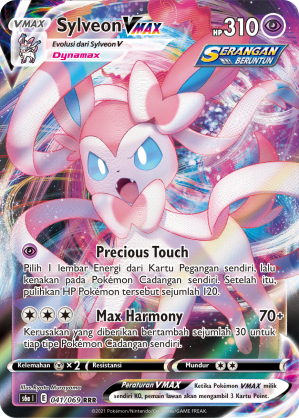 VMAX Sylveon VMAX HP 310
Evolusi dari Sylveon V
Dynamax
SERANGAN
BERUNTUN
Precious Touch
Pilih 1 lembar Energi dari Kartu Pegangan sendiri, lalu
kenakan pada Pokémon Cadangan sendiri. Setelah itu,
pulihkan HP Pokémon tersebut sejumlah 120.
Max Harmony 70+
Kerusakan yang diberikan bertambah sejumlah 30 untuk
tiap tipe Pokémon Cadangan sendiri.
Kelemahan × 2 Resistansi Mundur
Illus. Ryota Murayama
E 041/069 RRR
Peraturan VMAX
Ketika Pokémon VMAX milik
sendiri KO, pemain lawan akan mengambil 3 Kartu Point.
©2021 Pokémon/Nintendo/Creatures/GAME FREAK.